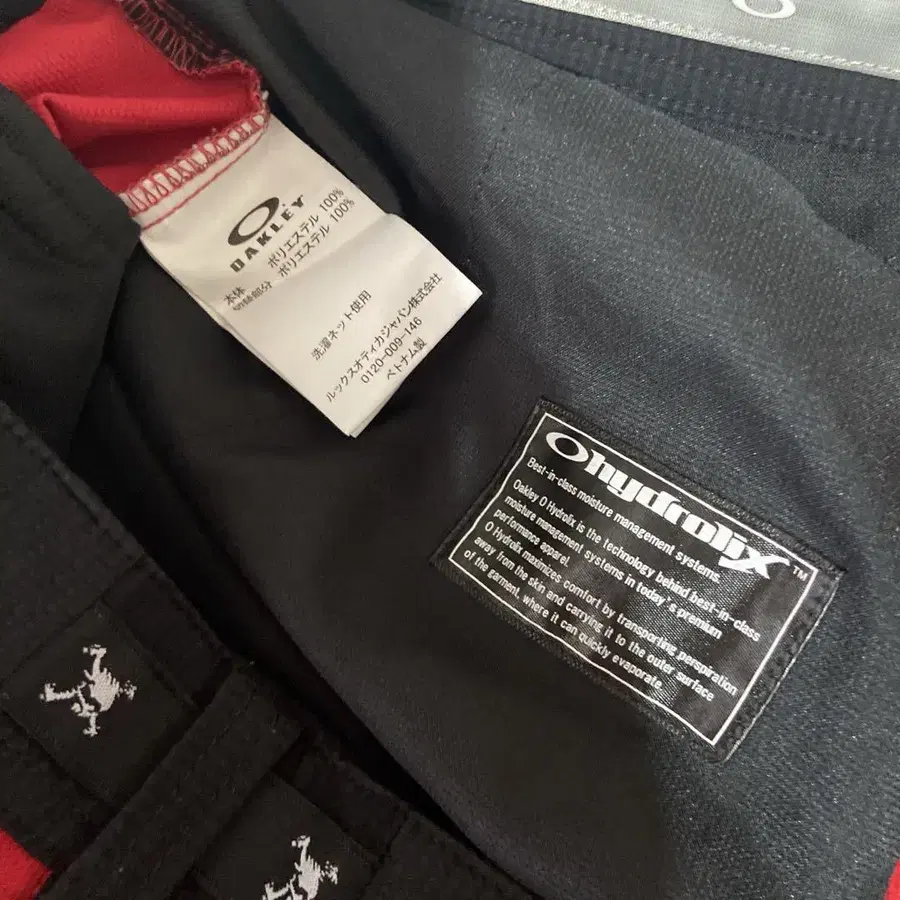 OAKLEY
本体 ポリエステル 100%
切替部分 ポリエステル 100%
洗濯ネット使用
ルックスオティカジャパン株式会社
0120-009-146
ベトナム製
Ohydrolix™
Best-in-class moisture management systems.
Oakley O Hydrolix is the technology behind best-in-class
moisture management systems in today's premium
performance apparel.
O Hydrolix maximizes comfort by transporting perspiration
away from the skin and carrying it to the outer surface
of the garment, where it can quickly evaporate.